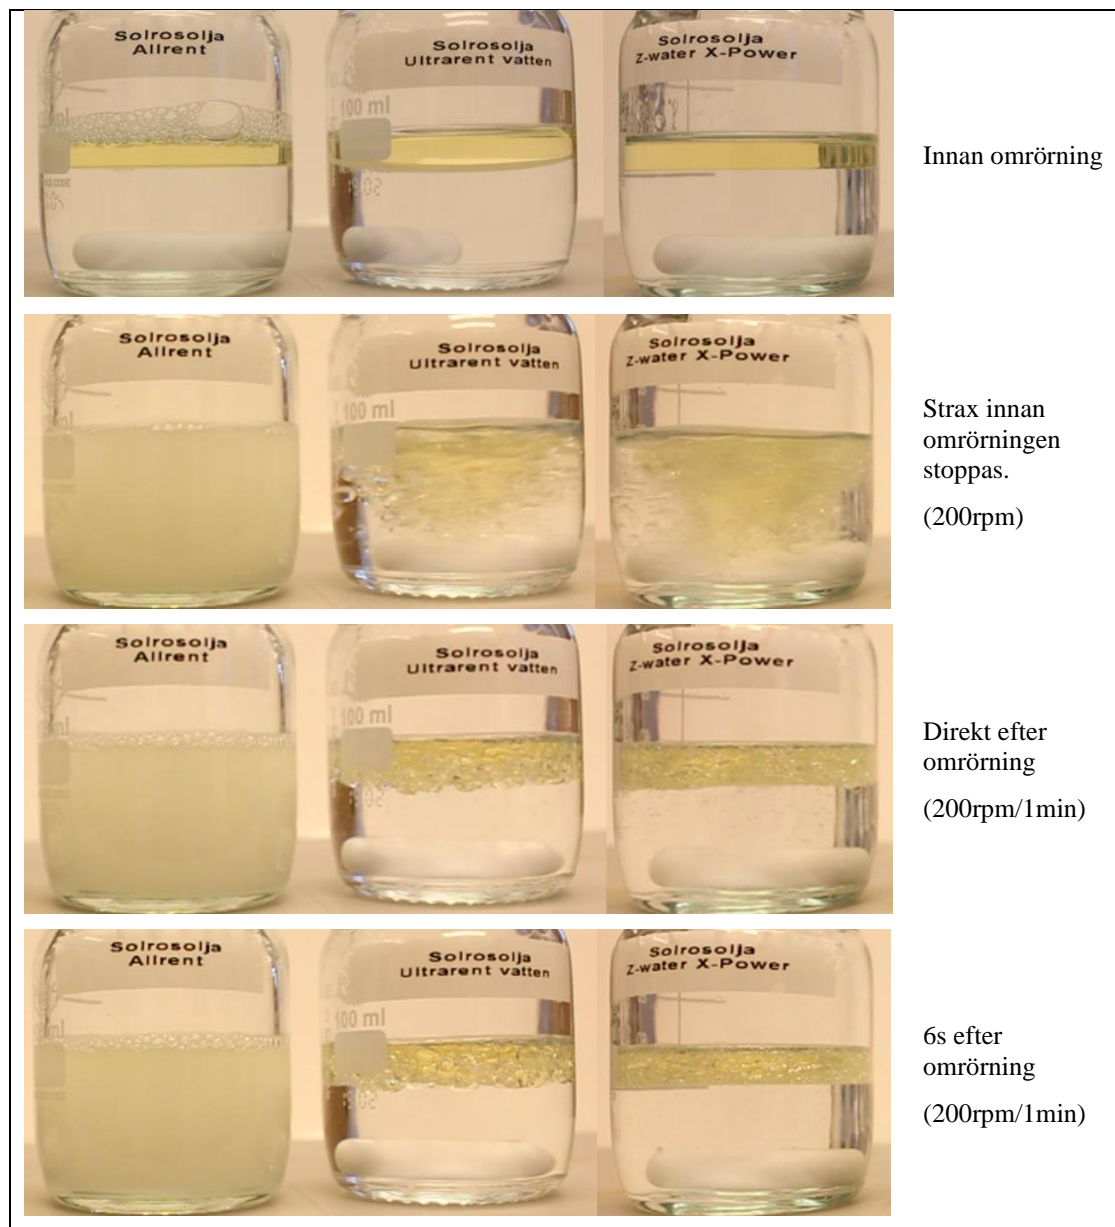 Solrosolja
Allrent
Solrosolja
Ultrarent vatten
100 ml
Solrosolja
Z-water X-Power
Innan omrörning
Solrosolja
Allrent
Solrosolja
Ultrarent vatten
100 ml
Solrosolja
Z-water X-Power
Strax innan
omrörningen
stoppas.
(200rpm)
Solrosolja
Allrent
Solrosolja
Ultrarent vatten
100 ml
Solrosolja
Z-water X-Power
Direkt efter
omrörning
(200rpm/1min)
Solrosolja
Allrent
Solrosolja
Ultrarent vatten
100 ml
Solrosolja
Z-water X-Power
6s efter
omrörning
(200rpm/1min)